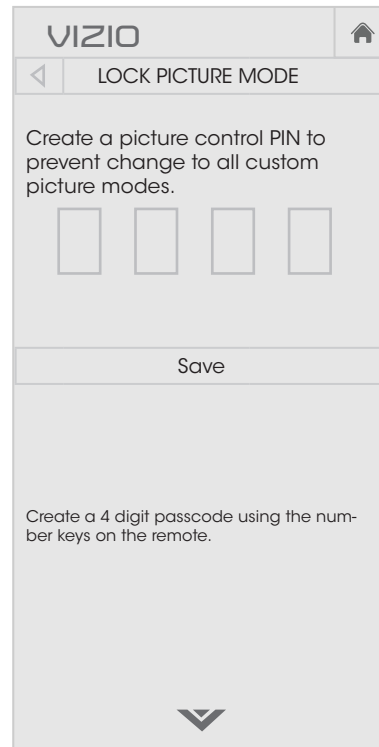 VIZIO
LOCK PICTURE MODE
Create a picture control PIN to
prevent change to all custom
picture modes.
Save
Create a 4 digit passcode using the num-
ber keys on the remote.